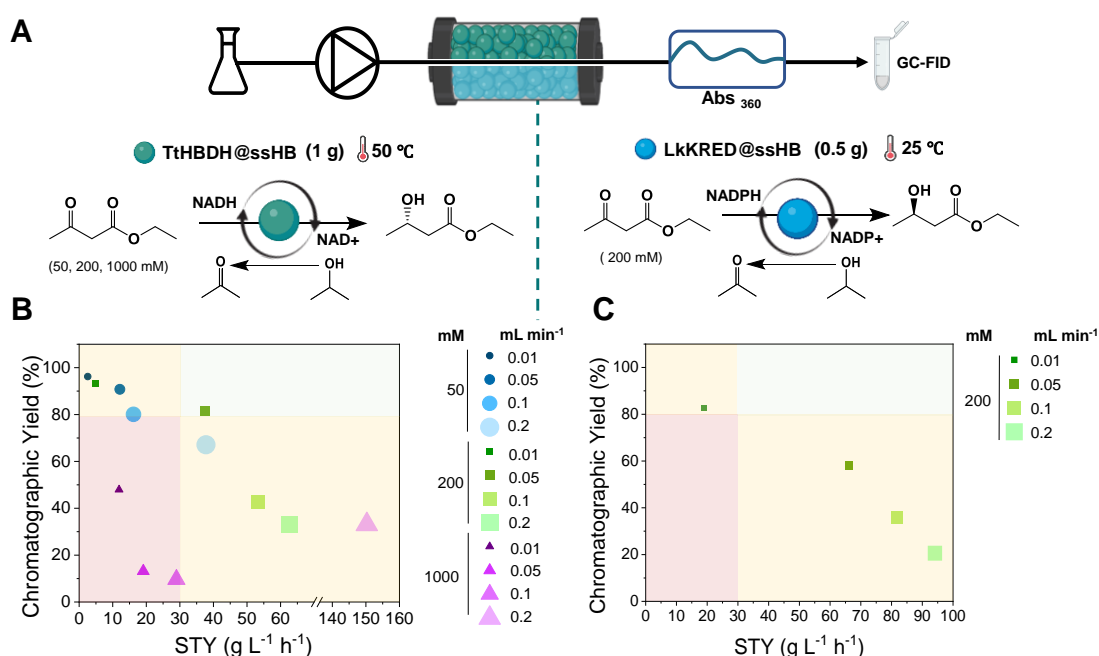 A
Abs 360
GC-FID
TtHBDH@ssHB (1 g) 50 ℃
LkKRED@ssHB (0.5 g) 25 ℃
NADH
NAD+
O O
O
OH
O
O
(50, 200, 1000 mM)
O
OH
NADPH
NADP+
O O
O
OH
O
O
( 200 mM)
O
OH
B
Chromatographic Yield (%)
100
80
60
40
20
0
0 20 40 60 140 160
STY (g L⁻¹ h⁻¹)
mM mL min⁻¹
50
0.01
0.05
0.1
0.2
200
0.01
0.05
0.1
0.2
1000
0.01
0.05
0.1
0.2
C
Chromatographic Yield (%)
100
80
60
40
20
0
0 10 20 30 40 50 60 70 80 90 100
STY (g L⁻¹ h⁻¹)
mM mL min⁻¹
200
0.01
0.05
0.1
0.2